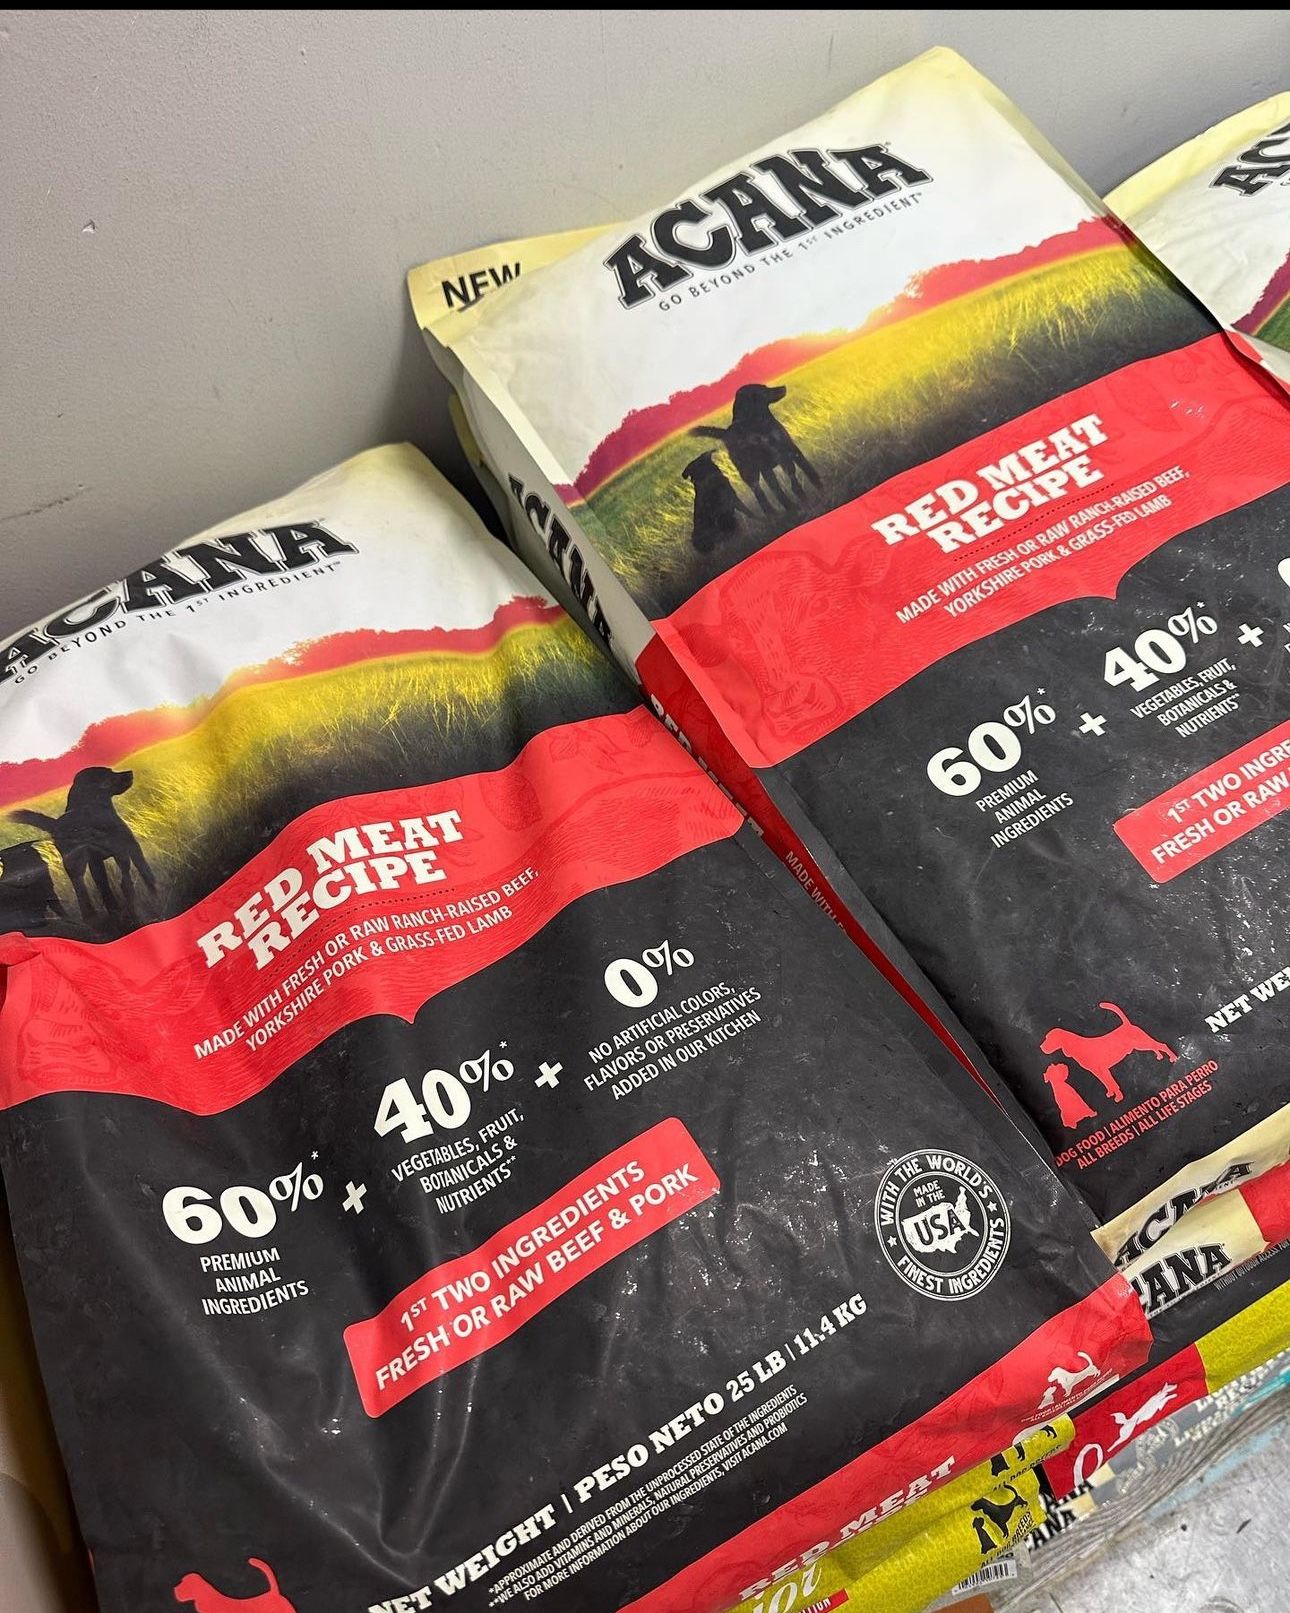 ACANA
GO BEYOND THE 1ST INGREDIENT™
RED MEAT
RECIPE
MADE WITH FRESH OR RAW RANCH-RAISED BEEF,
YORKSHIRE PORK & GRASS-FED LAMB
60%*
PREMIUM
ANIMAL
INGREDIENTS
+
40%*
VEGETABLES, FRUIT,
BOTANICALS &
NUTRIENTS**
+
0%
NO ARTIFICIAL COLORS,
FLAVORS OR PRESERVATIVES
ADDED IN OUR KITCHEN
1ST TWO INGREDIENTS
FRESH OR RAW BEEF & PORK
WITH THE WORLD'S
MADE
IN THE
USA
FINEST INGREDIENTS
NET WEIGHT | PESO NETO 25 LB | 11.4 KG
*APPROXIMATE AND DERIVED FROM THE UNPROCESSED STATE OF THE INGREDIENTS
**WE ALSO ADD VITAMINS AND MINERALS, NATURAL PRESERVATIVES AND PROBIOTICS
FOR MORE INFORMATION ABOUT OUR INGREDIENTS, VISIT ACANA.COM
RED MEAT
NEW
ACANA
GO BEYOND THE 1ST INGREDIENT™
ACANA
RED MEAT
RECIPE
MADE WITH FRESH OR RAW RANCH-RAISED BEEF,
YORKSHIRE PORK & GRASS-FED LAMB
MADE WITH
60%*
PREMIUM
ANIMAL
INGREDIENTS
+
40%*
VEGETABLES, FRUIT,
BOTANICALS &
NUTRIENTS**
+
1ST TWO INGRE
FRESH OR RAW
NET WE
DOG FOOD | ALIMENTO PARA PERRO
ALL BREEDS | ALL LIFE STAGES
AC
ACANA
CANA